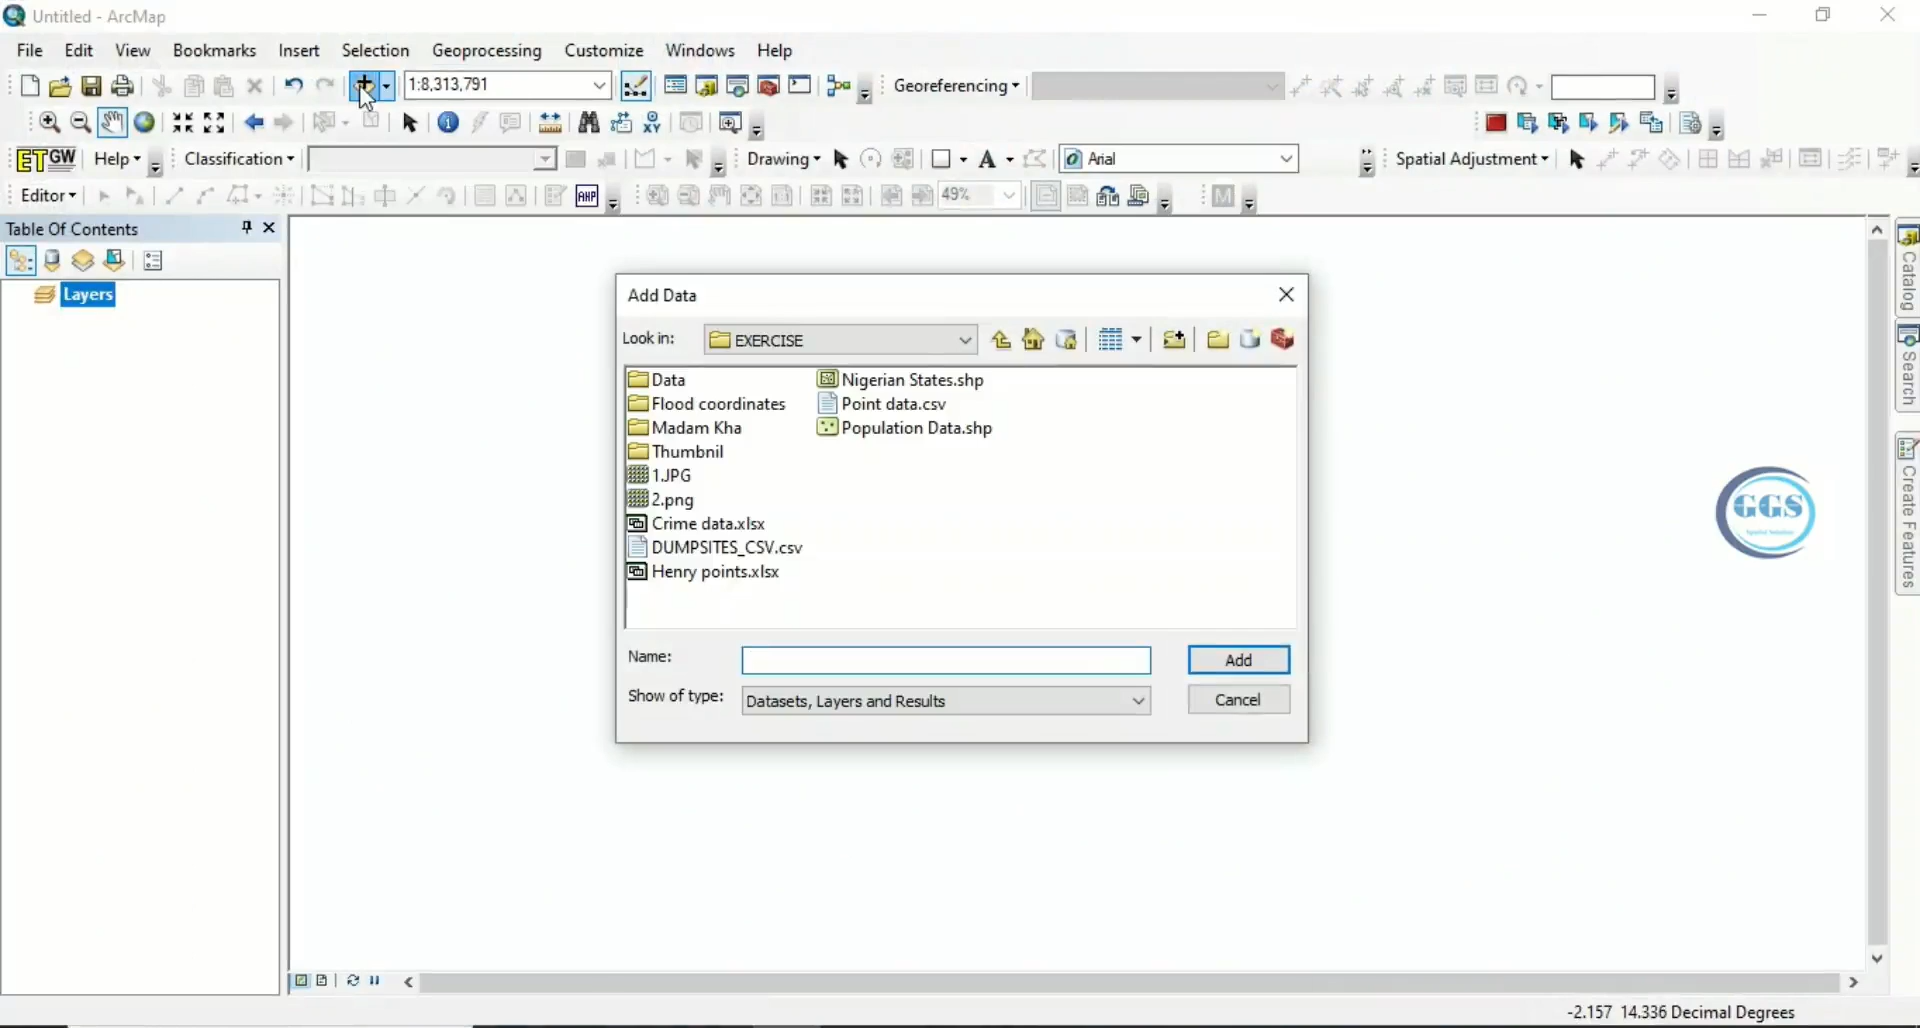 Untitled - ArcMap
File Edit View Bookmarks Insert Selection Geoprocessing Customize Windows Help
1:8,313,791 Georeferencing
XY
ET GW Help Classification Drawing A Arial Spatial Adjustment
Editor AHP 49% M
Table Of Contents
Layers
Add Data
Look in: EXERCISE
Data
Flood coordinates
Madam Kha
Thumbnil
1.JPG
2.png
Crime data.xlsx
DUMPSITES_CSV.csv
Henry points.xlsx
Nigerian States.shp
Point data.csv
Population Data.shp
Name: Add
Show of type: Datasets, Layers and Results Cancel
Catalog
Search
Create Features
GGS
-2.157 14.336 Decimal Degrees